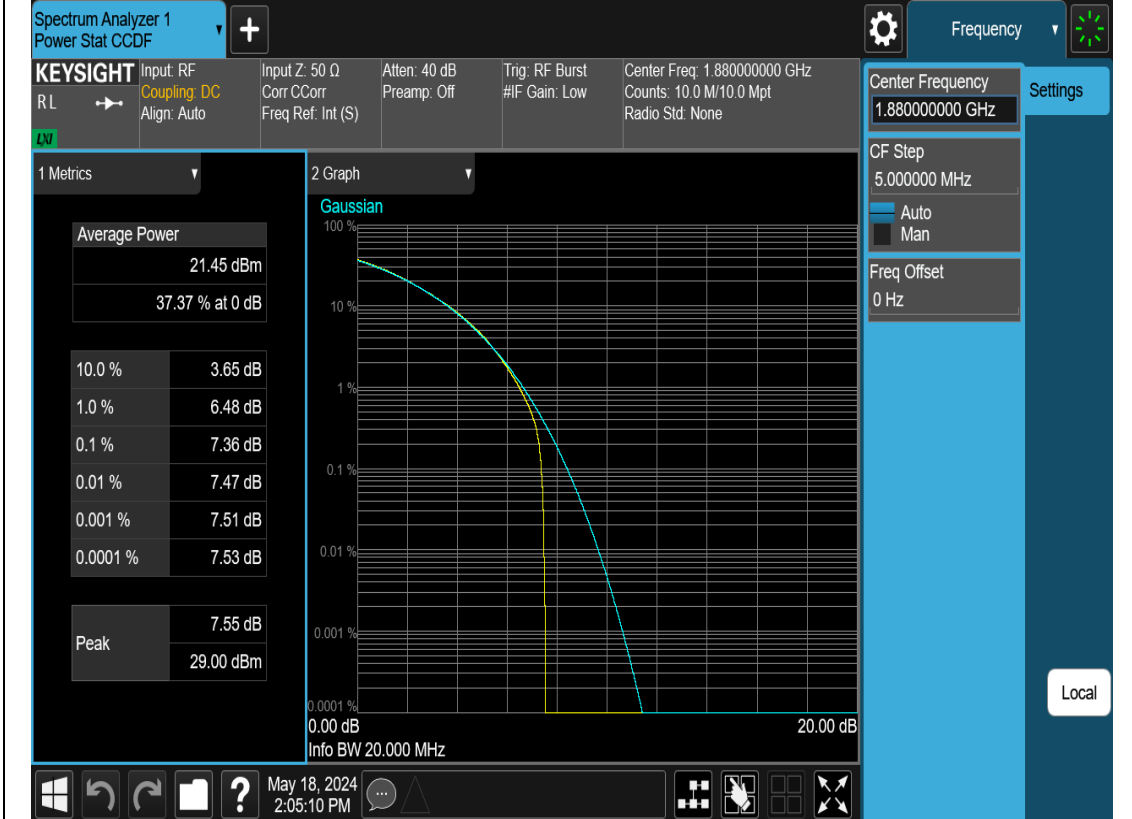 Spectrum Analyzer 1
Power Stat CCDF
+
Frequency
KEYSIGHT
RL
LXI
Input: RF
Coupling: DC
Align: Auto
Input Z: 50 Ω
Corr CCorr
Freq Ref: Int (S)
Atten: 40 dB
Preamp: Off
Trig: RF Burst
#IF Gain: Low
Center Freq: 1.880000000 GHz
Counts: 10.0 M/10.0 Mpt
Radio Std: None
Center Frequency
1.880000000 GHz
Settings
CF Step
5.000000 MHz
Auto
Man
Freq Offset
0 Hz
Local
1 Metrics
Average Power
21.45 dBm
37.37 % at 0 dB
10.0 % 3.65 dB
1.0 % 6.48 dB
0.1 % 7.36 dB
0.01 % 7.47 dB
0.001 % 7.51 dB
0.0001 % 7.53 dB
Peak
7.55 dB
29.00 dBm
2 Graph
Gaussian
100 %
10 %
1 %
0.1 %
0.01 %
0.001 %
0.0001 %
0.00 dB 20.00 dB
Info BW 20.000 MHz
?
May 18, 2024
2:05:10 PM